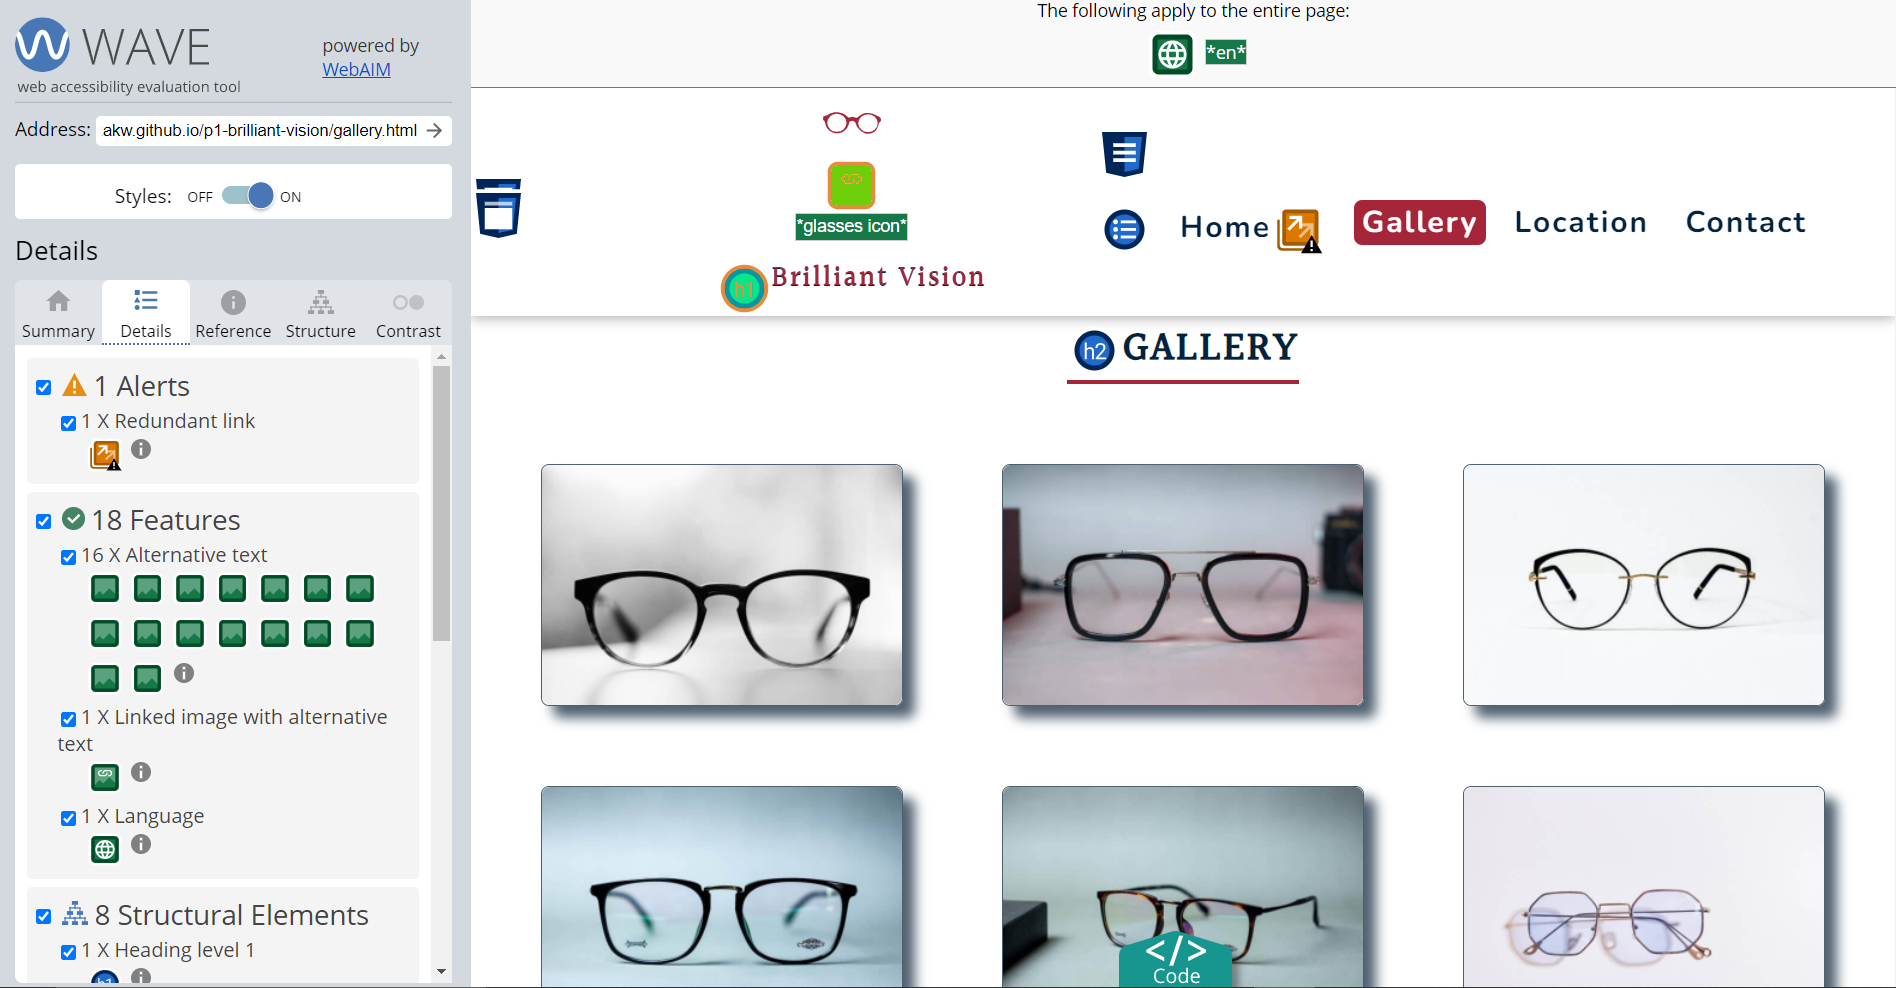 WAVE
powered by
WebAIM
web accessibility evaluation tool
Address: akw.github.io/p1-brilliant-vision/gallery.html
Styles: OFF ON
Details
Summary Details Reference Structure Contrast
1 Alerts
1 X Redundant link
18 Features
16 X Alternative text
1 X Linked image with alternative
text
1 X Language
8 Structural Elements
1 X Heading level 1
h1
The following apply to the entire page:
*en*
*glasses icon*
h1 Brilliant Vision
Home Gallery Location Contact
h2 GALLERY
</>
Code